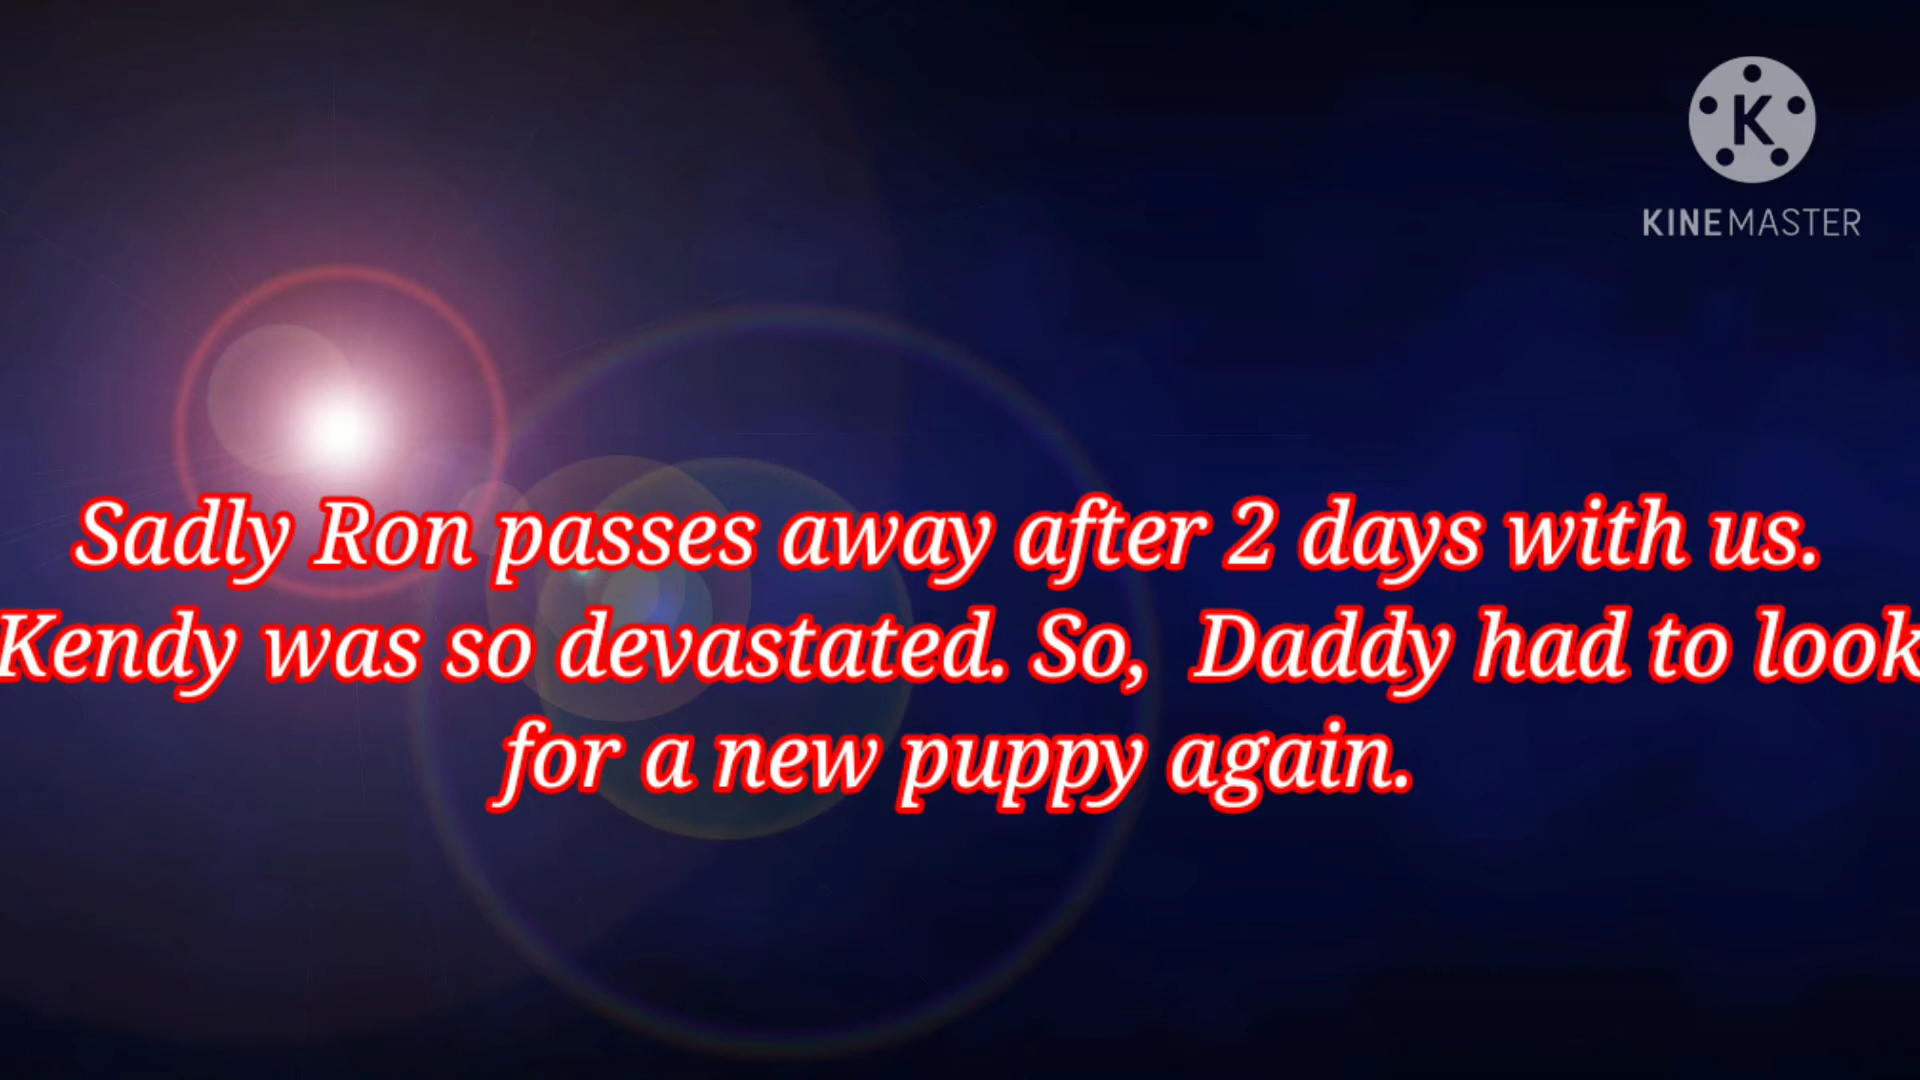 K
KINEMASTER
Sadly Ron passes away after 2 days with us.
Kendy was so devastated. So,  Daddy had to look
for a new puppy again.